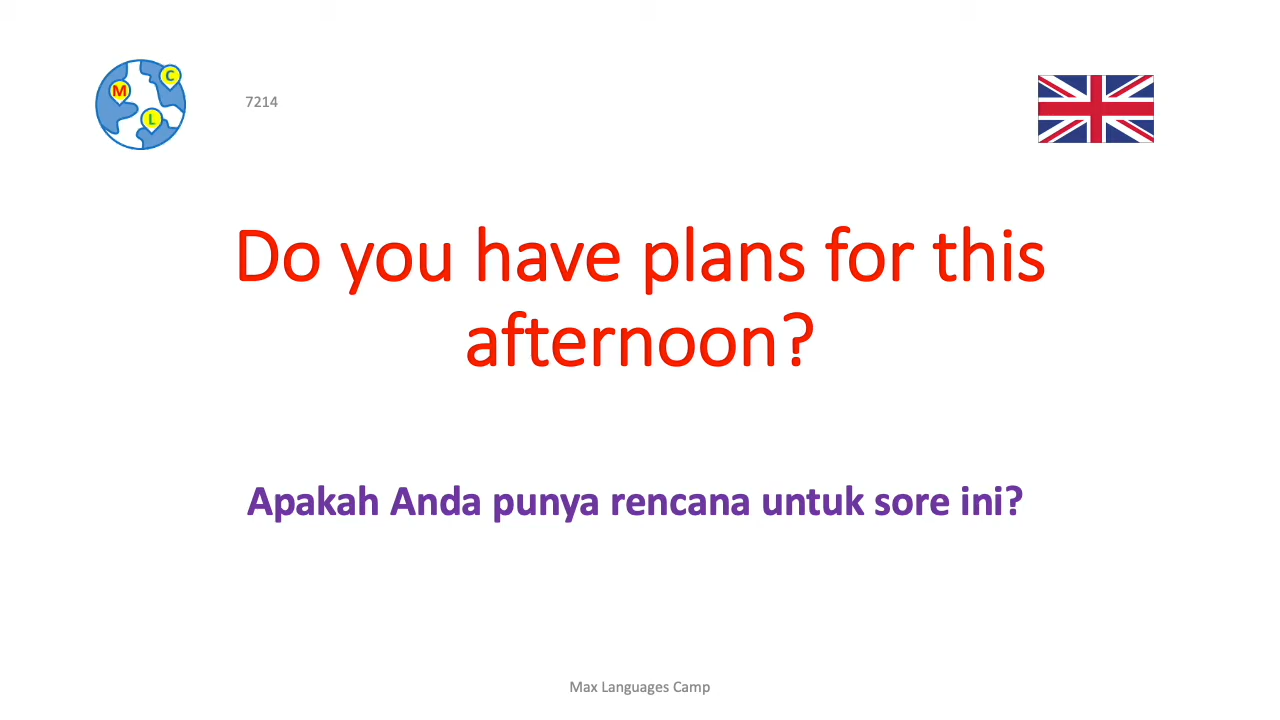 M
C
L
7214
Do you have plans for this
afternoon?
Apakah Anda punya rencana untuk sore ini?
Max Languages Camp